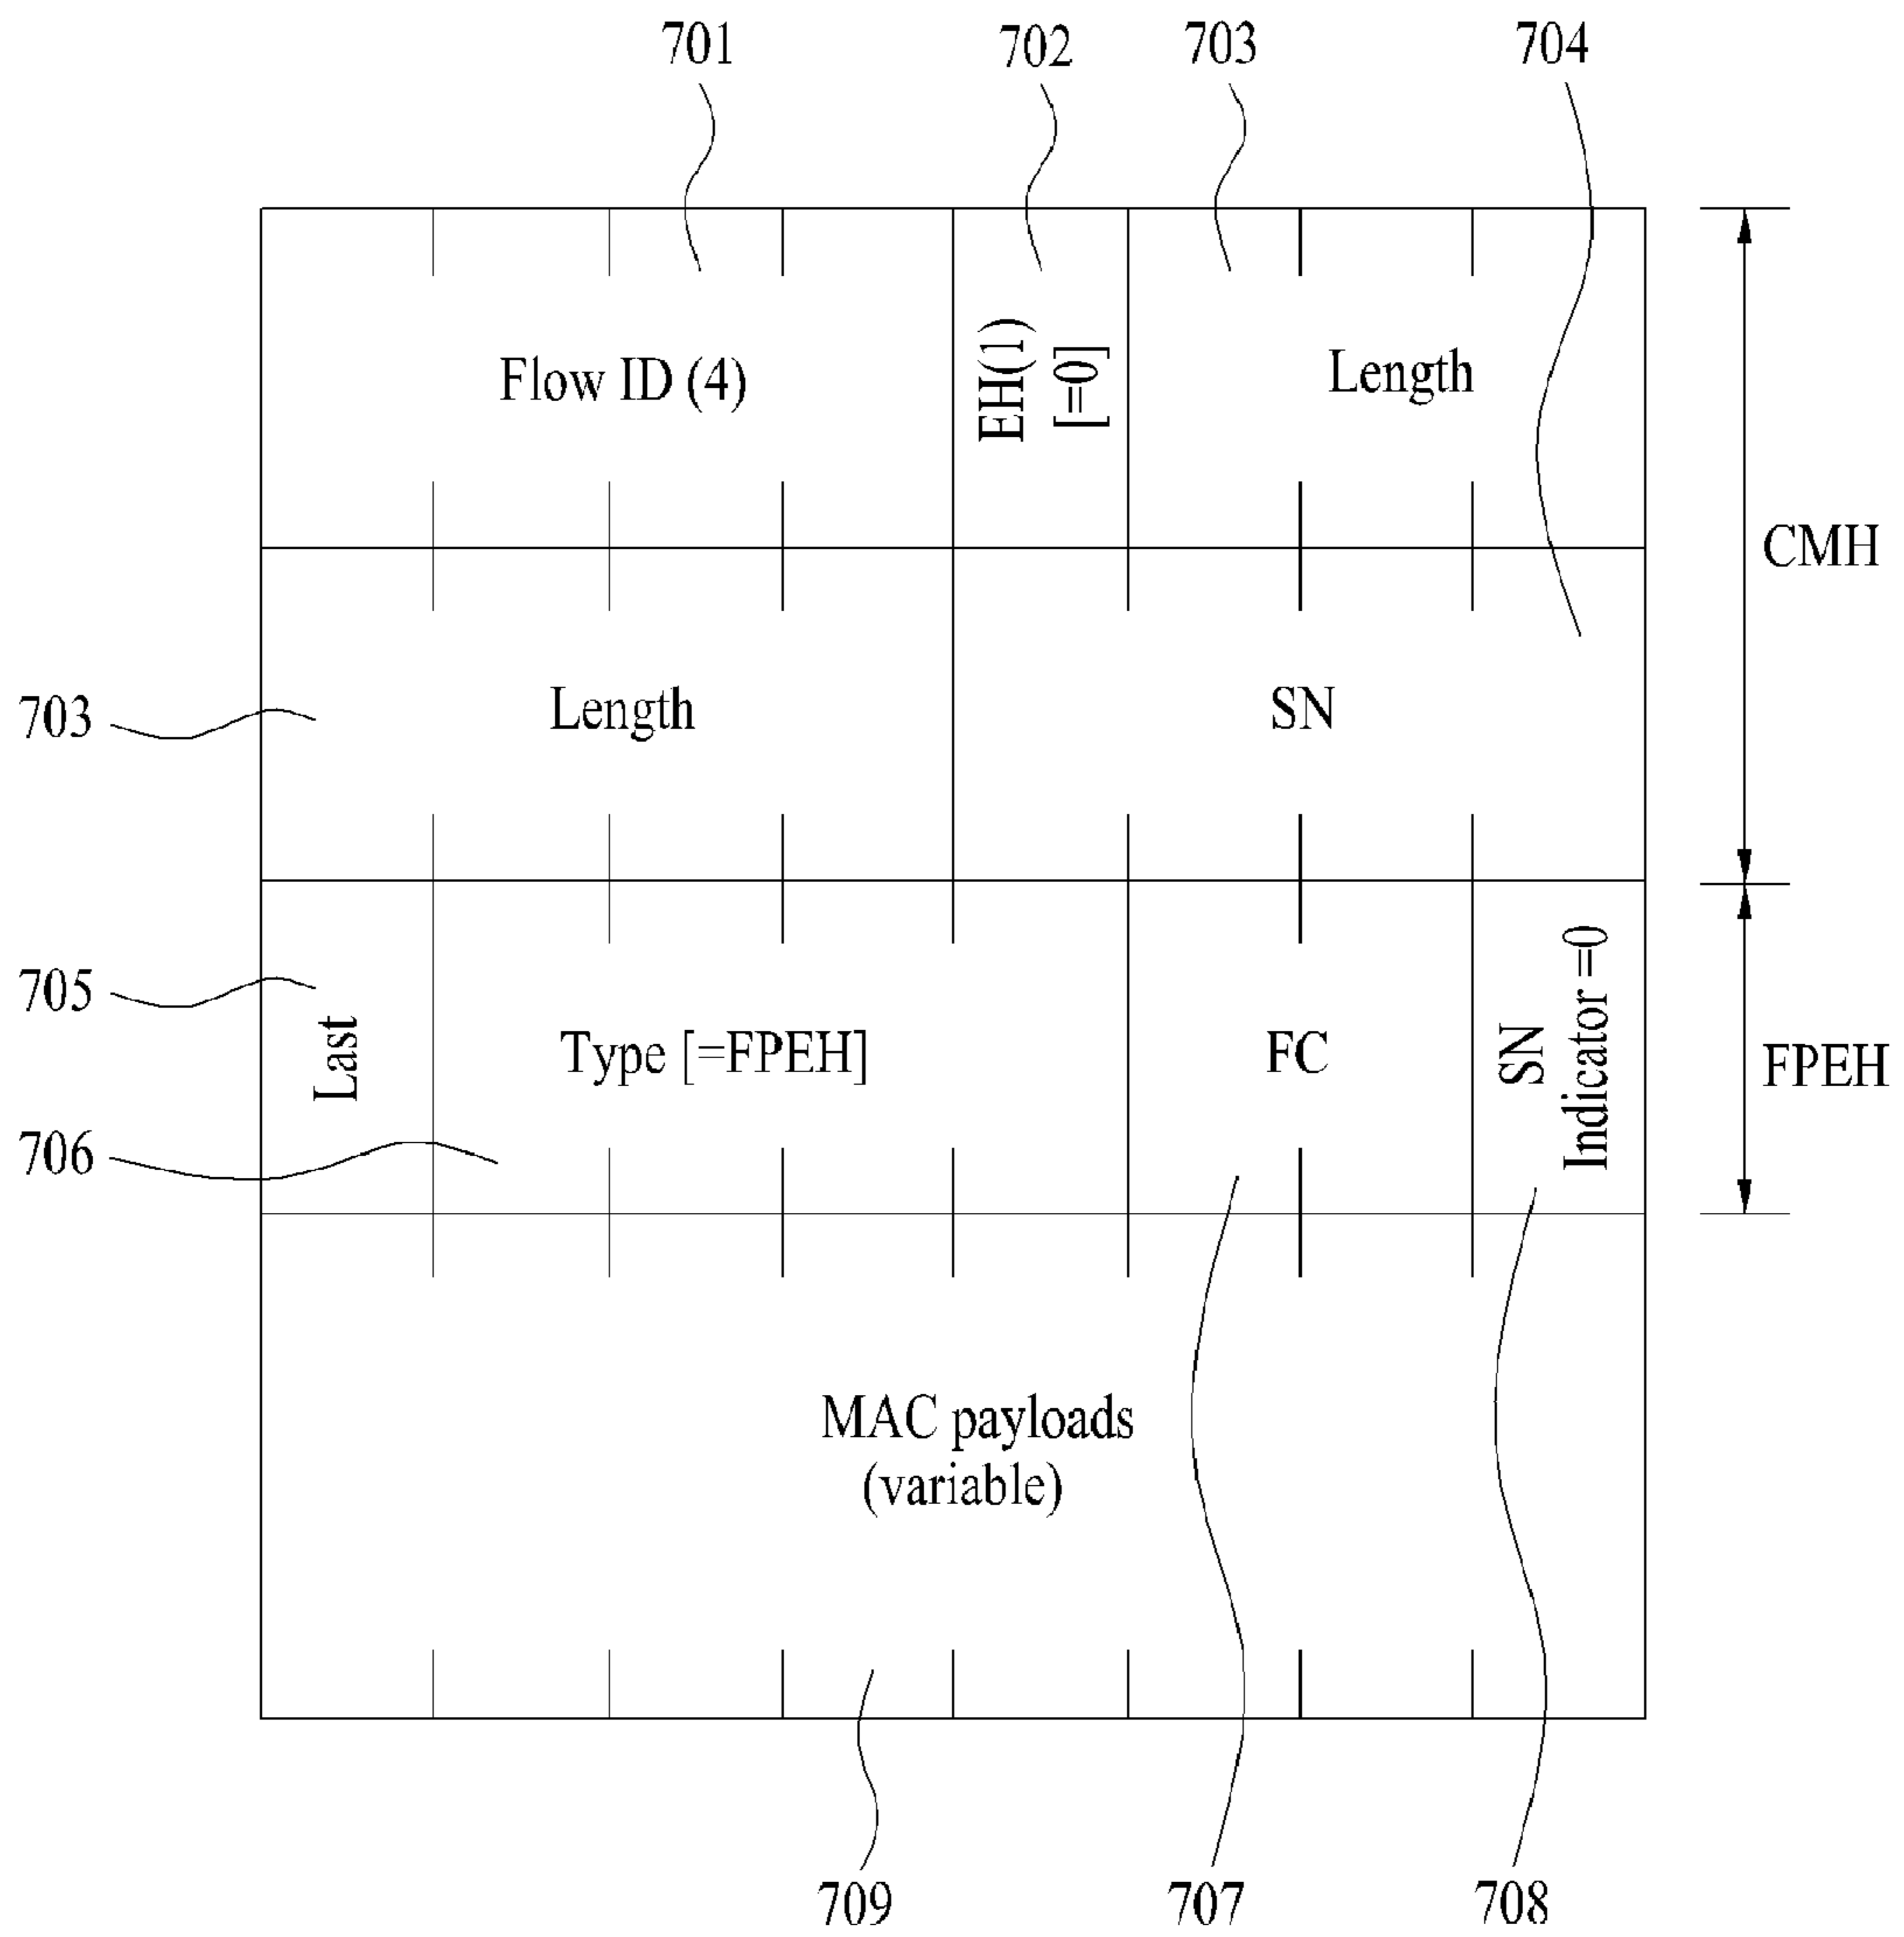 701
702
703
704
Flow ID (4)
EH(1)
[=0]
Length
CMH
703
Length
SN
705
Last
Type [=FPEH]
FC
SN
Indicator =0
FPEH
706
MAC payloads
(variable)
709
707
708